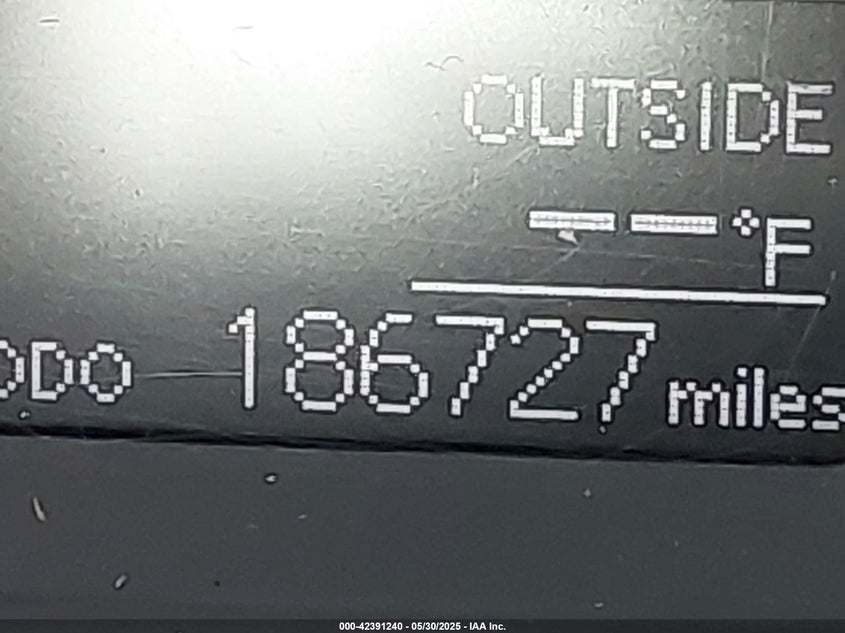 OUTSIDE
-- °F
ODO 186727 miles
000-42391240 - 05/30/2025 - IAA Inc.